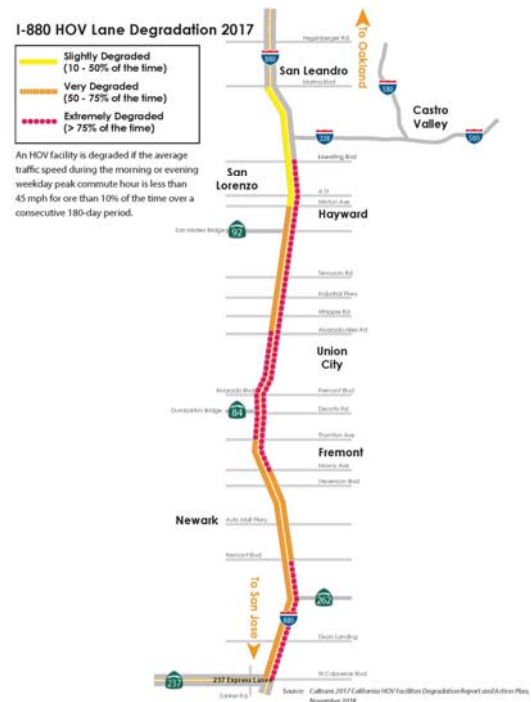 I-880 HOV Lane Degradation 2017
Slightly Degraded
(10 - 50% of the time)
Very Degraded
(50 - 75% of the time)
Extremely Degraded
(> 75% of the time)
An HOV facility is degraded if the average
traffic speed during the morning or evening
weekday peak commute hour is less than
45 mph for ore than 10% of the time over a
consecutive 180-day period.
To Oakland
Hegenberger Rd.
880
San Leandro
Marina Blvd
580
Castro
Valley
238
580
Lewelling Blvd
San
Lorenzo
A ST
Winton Ave.
Hayward
San Mateo Bridge
92
Tennyson Rd
Industrial Pkwy
Whipple Rd
Alvarado Niles Rd
Union
City
Alvarado Blvd
Fremont Blvd
Dumbarton Bridge
84
Decoto Rd
Thornton Ave
Fremont
Mowry Ave
Stevenson Blvd
Newark
Auto Mall Pkwy
Fremont Blvd
To San Jose
262
880
Dixon Landing
237
237 Express Lanes
W Calaveras Blvd
Zanker Rd
Source: Caltrans 2017 California HOV Facilities Degradation Report and Action Plan,
November 2018